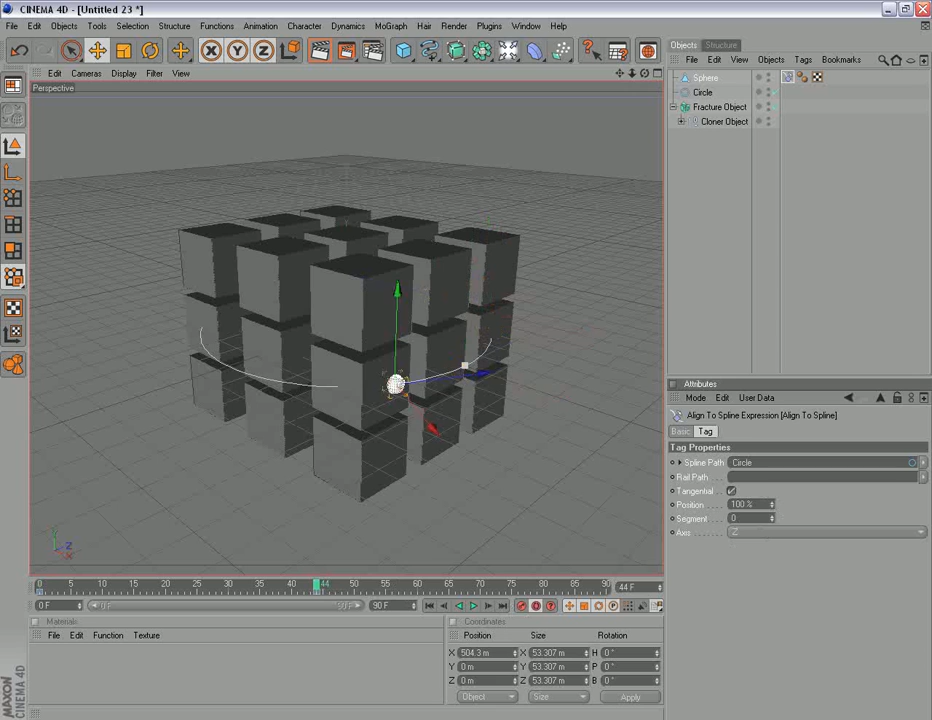 CINEMA 4D - [Untitled 23 *]
File Edit Objects Tools Selection Structure Functions Animation Character Dynamics MoGraph Hair Render Plugins Window Help
X Y Z
Edit Cameras Display Filter View
Perspective
Y Z X
0 5 10 15 20 25 30 35 40 44 50 55 60 65 70 75 80 85 90 44 F
0 F 90 F 90 F
Materials
File Edit Function Texture
Coordinates
Position Size Rotation
X 504.3 m X 53.307 m H 0 °
Y 0 m Y 53.307 m P 0 °
Z 0 m Z 53.307 m B 0 °
Object Size Apply
MAXON CINEMA 4D
Objects Structure
File Edit View Objects Tags Bookmarks
Sphere
Circle
Fracture Object
Cloner Object
Attributes
Mode Edit User Data
Align To Spline Expression [Align To Spline]
Basic Tag
Tag Properties
Spline Path Circle
Rail Path
Tangential
Position 100 %
Segment 0
Axis Z